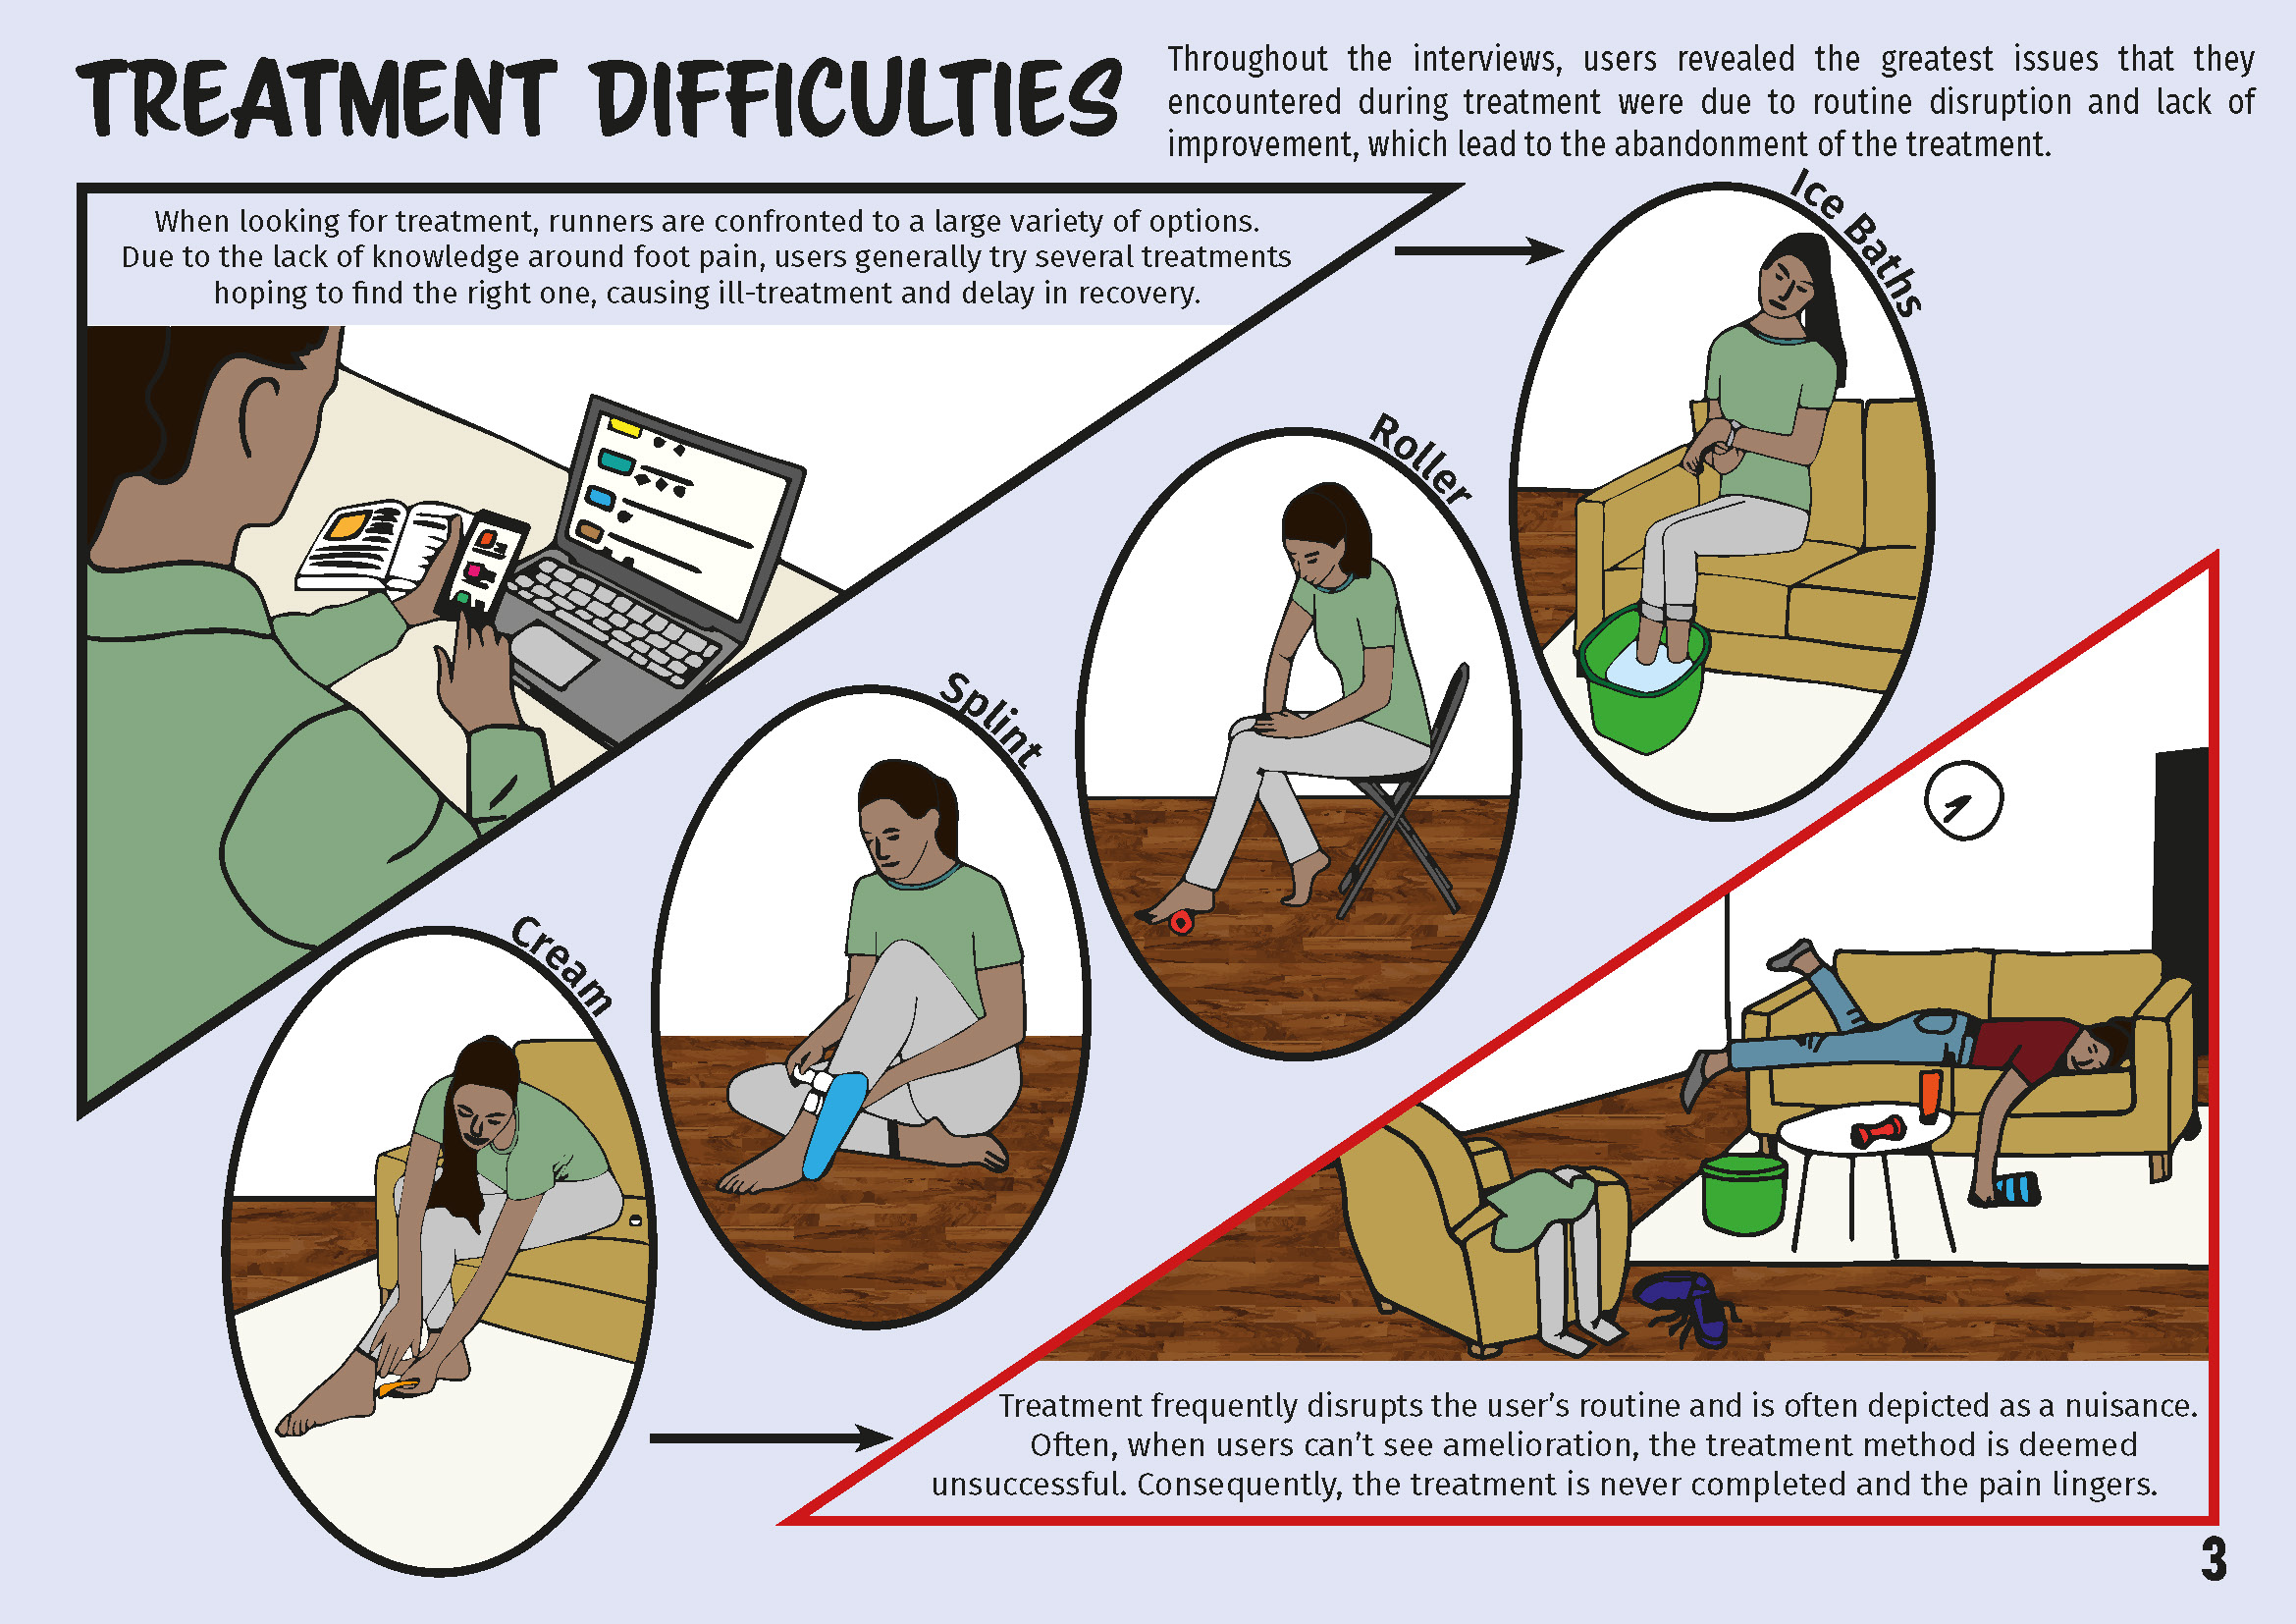 TREATMENT DIFFICULTIES
Throughout the interviews, users revealed the greatest issues that they
encountered during treatment were due to routine disruption and lack of
improvement, which lead to the abandonment of the treatment.
When looking for treatment, runners are confronted to a large variety of options.
Due to the lack of knowledge around foot pain, users generally try several treatments
hoping to find the right one, causing ill-treatment and delay in recovery.
Ice Baths
Roller
Splint
Cream
Treatment frequently disrupts the user’s routine and is often depicted as a nuisance.
Often, when users can’t see amelioration, the treatment method is deemed
unsuccessful. Consequently, the treatment is never completed and the pain lingers.
3